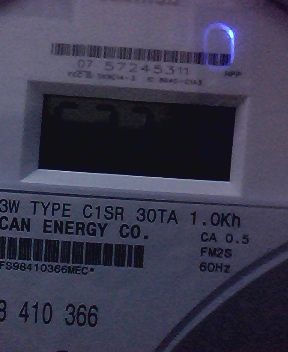 07 57245311
3W TYPE C1SR 30TA 1.0Kh
CAN ENERGY CO.
CA 0.5
FM2S
60Hz
FS98410366MEC*
8 410 366